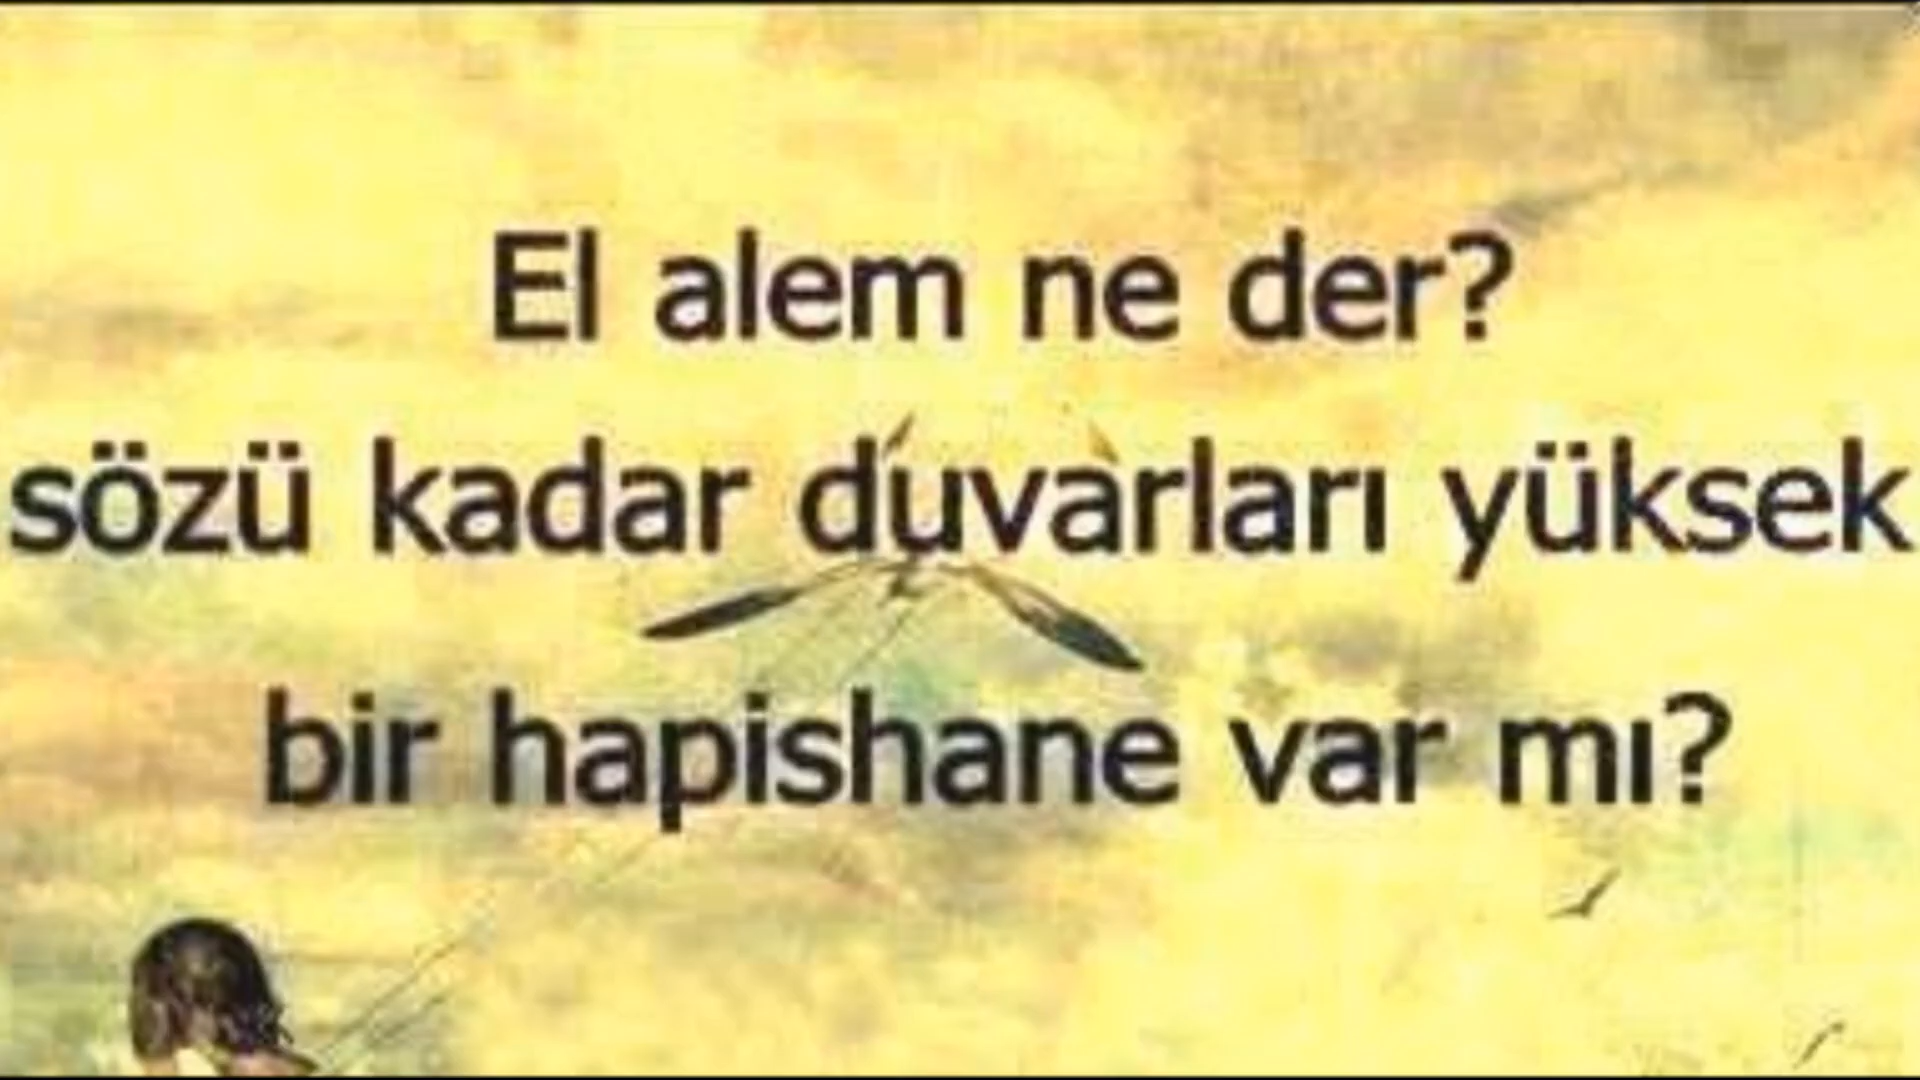 El alem ne der?
sözü kadar duvarları yüksek
bir hapishane var mı?